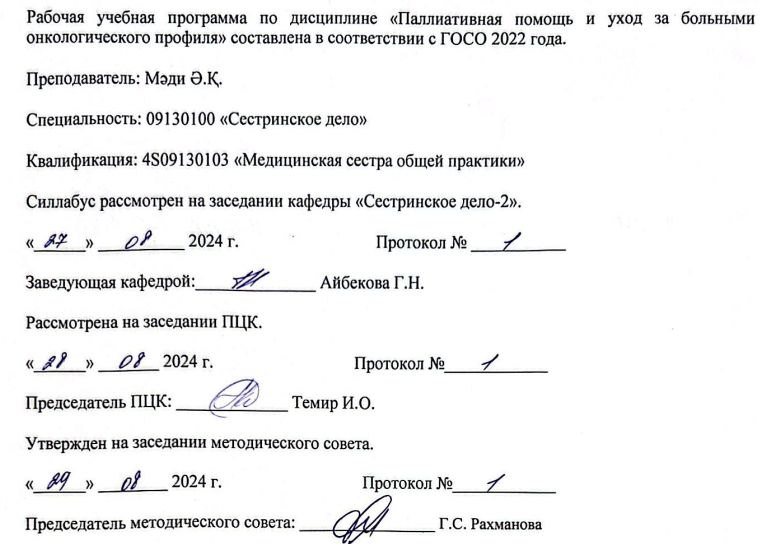 Рабочая учебная программа по дисциплине «Паллиативная помощь и уход за больными
онкологического профиля» составлена в соответствии с ГОСО 2022 года.
Преподаватель: Мәди Ә.Қ.
Специальность: 09130100 «Сестринское дело»
Квалификация: 4S09130103 «Медицинская сестра общей практики»
Силлабус рассмотрен на заседании кафедры «Сестринское дело-2».
«27» 08 2024 г. Протокол № 1
Заведующая кафедрой: Айбекова Г.Н.
Рассмотрена на заседании ПЦК.
«28» 08 2024 г. Протокол № 1
Председатель ПЦК: Темир И.О.
Утвержден на заседании методического совета.
«29» 08 2024 г. Протокол № 1
Председатель методического совета: Г.С. Рахманова